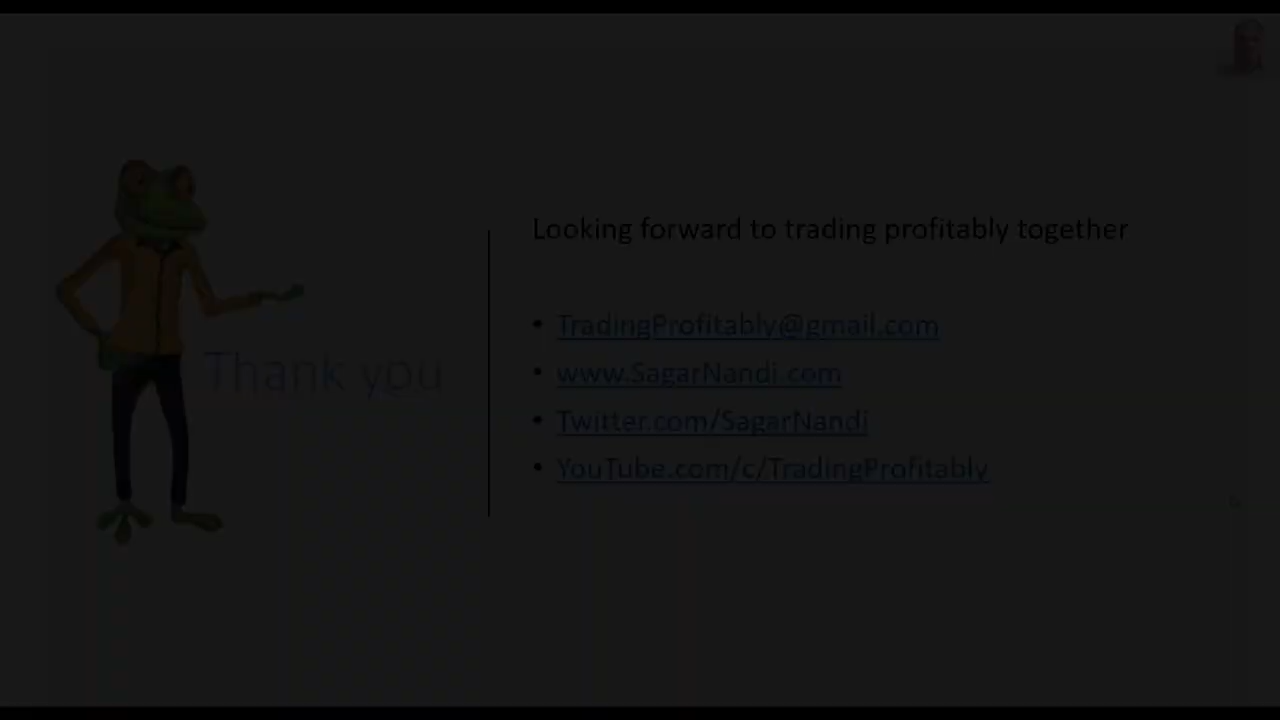 Thank you
Looking forward to trading profitably together
• TradingProfitably@gmail.com
• www.SagarNandi.com
• Twitter.com/SagarNandi
• YouTube.com/c/TradingProfitably